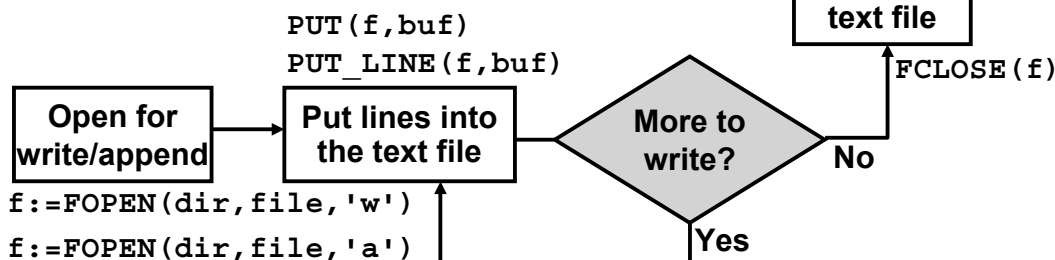 text file
PUT(f,buf)
PUT_LINE(f,buf)
FCLOSE(f)
Open for
write/append
Put lines into
the text file
More to
write?
No
f:=FOPEN(dir,file,'w')
f:=FOPEN(dir,file,'a')
Yes